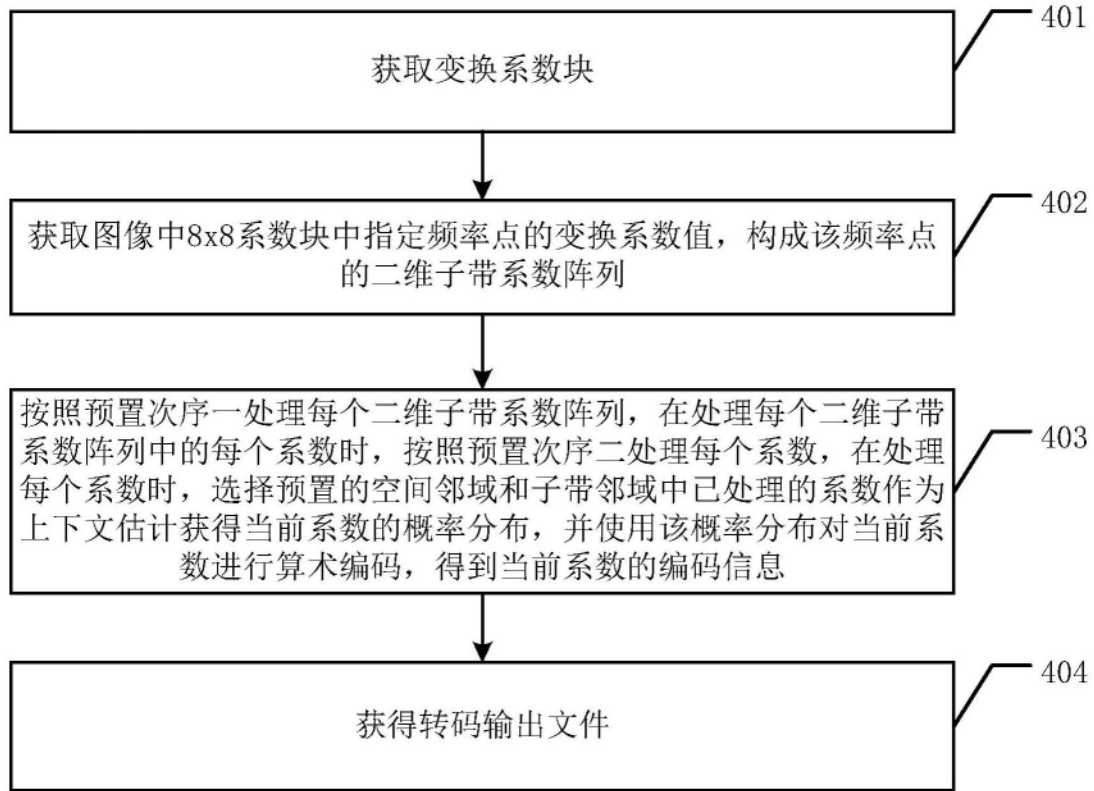 401
获取变换系数块
402
获取图像中8x8系数块中指定频率点的变换系数值，构成该频率点
的二维子带系数阵列
按照预置次序一处理每个二维子带系数阵列，在处理每个二维子带
系数阵列中的每个系数时，按照预置次序二处理每个系数，在处理
403
每个系数时，选择预置的空间邻域和子带邻域中已处理的系数作为
上下文估计获得当前系数的概率分布，并使用该概率分布对当前系
数进行算术编码，得到当前系数的编码信息
404
获得转码输出文件